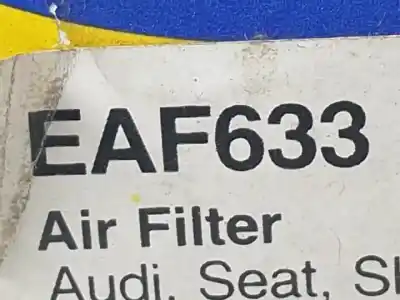 EAF633
Air Filter
Audi, Seat,